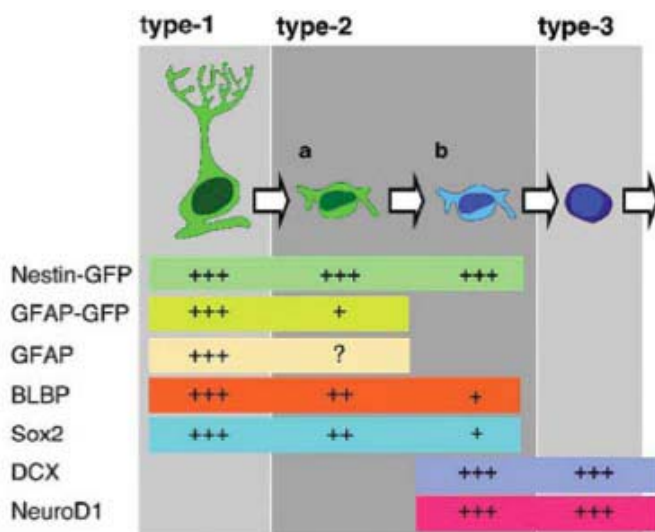 type-1 type-2 type-3
a b
Nestin-GFP +++ +++ +++
GFAP-GFP +++ +
GFAP +++ ?
BLBP +++ ++ +
Sox2 +++ ++ +
DCX +++ +++
NeuroD1 +++ +++